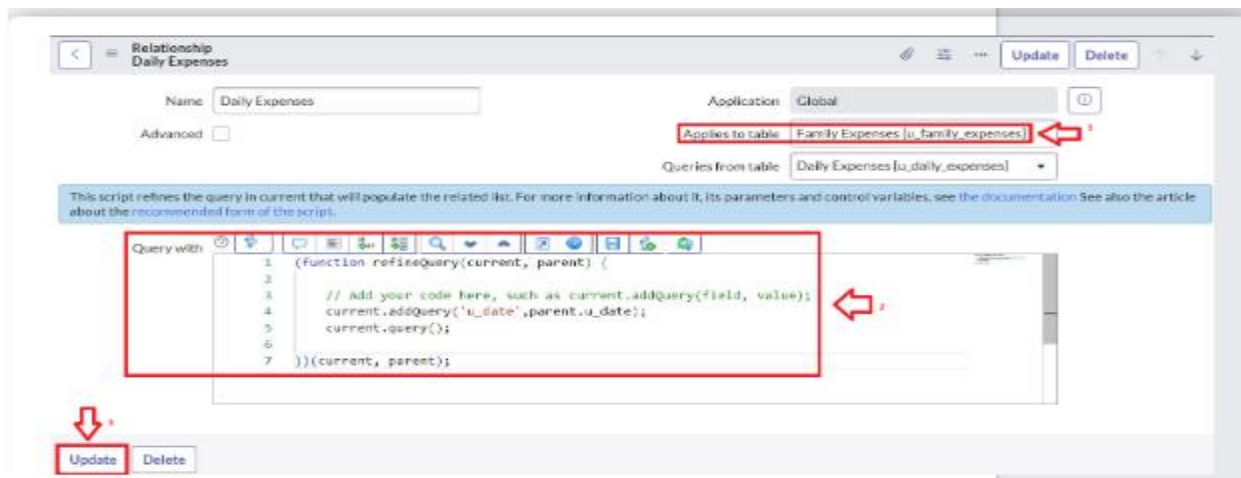 Relationship
Daily Expenses
Update Delete
Name Daily Expenses
Application Global
Advanced
Applies to table Family Expenses [u_family_expenses]
1
Queries from table Daily Expenses [u_daily_expenses]
This script refines the query in current that will populate the related list. For more information about it, its parameters and control variables, see the documentation See also the article
about the recommended form of the script.
Query with
1 (function refineQuery(current, parent) {
2
3 // Add your code here, such as current.addQuery(field, value);
4 current.addQuery('u_date',parent.u_date);
5 current.query();
6
7 })(current, parent);
2
3
Update Delete